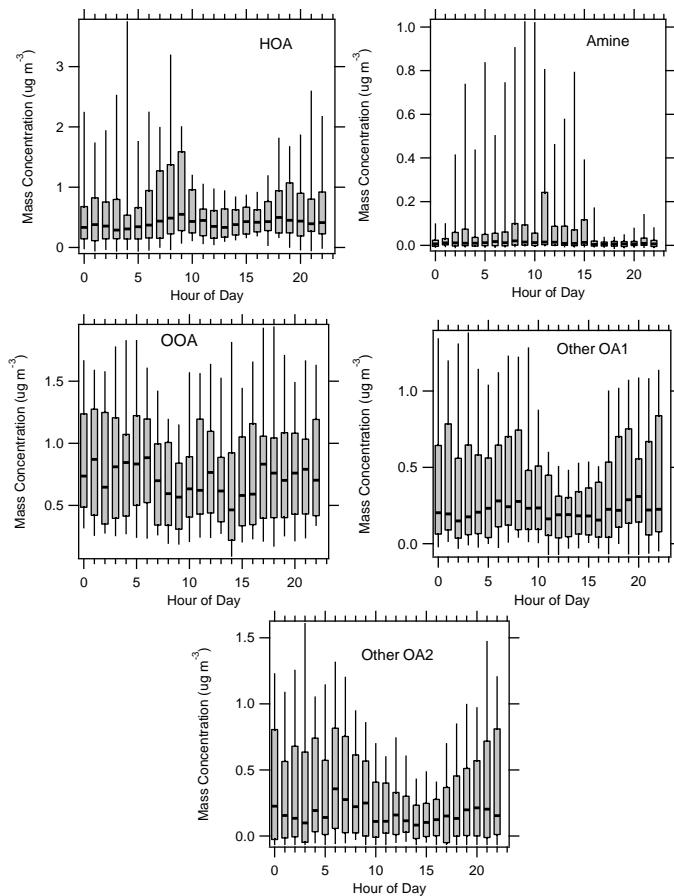 HOA
Mass Concentration (ug m⁻³)
3
2
1
0
0 5 10 15 20
Hour of Day
Amine
Mass Concentration (ug m⁻³)
1.0
0.8
0.6
0.4
0.2
0.0
0 5 10 15 20
Hour of Day
OOA
Mass Concentration (ug m⁻³)
1.5
1.0
0.5
0 5 10 15 20
Hour of Day
Other OA1
Mass Concentration (ug m⁻³)
1.0
0.5
0.0
0 5 10 15 20
Hour of Day
Other OA2
Mass Concentration (ug m⁻³)
1.5
1.0
0.5
0.0
0 5 10 15 20
Hour of Day